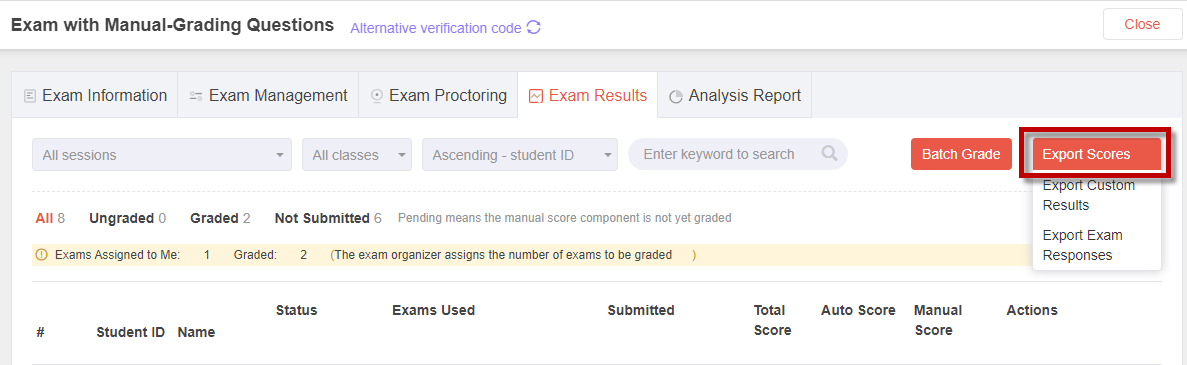 Exam with Manual-Grading Questions
Alternative verification code
Close
Exam Information
Exam Management
Exam Proctoring
Exam Results
Analysis Report
All sessions
All classes
Ascending - student ID
Enter keyword to search
Batch Grade
Export Scores
Export Custom
Results
Export Exam
Responses
All 8
Ungraded 0
Graded 2
Not Submitted 6
Pending means the manual score component is not yet graded
Exams Assigned to Me: 1 Graded: 2 (The exam organizer assigns the number of exams to be graded )
#
Student ID
Name
Status
Exams Used
Submitted
Total
Score
Auto Score
Manual
Score
Actions